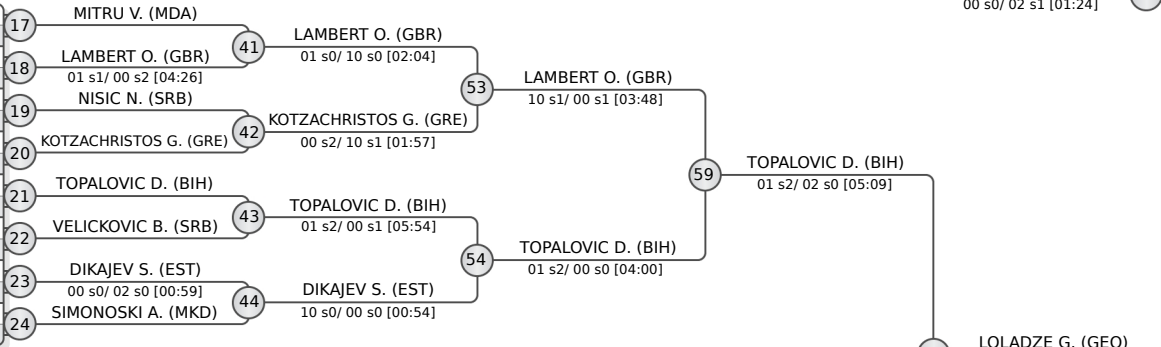 00 s0/ 02 s1 [01:24]
17
MITRU V. (MDA)
41
LAMBERT O. (GBR)
01 s0/ 10 s0 [02:04]
18
LAMBERT O. (GBR)
01 s1/ 00 s2 [04:26]
53
LAMBERT O. (GBR)
10 s1/ 00 s1 [03:48]
19
NISIC N. (SRB)
42
KOTZACHRISTOS G. (GRE)
00 s2/ 10 s1 [01:57]
20
KOTZACHRISTOS G. (GRE)
59
TOPALOVIC D. (BIH)
01 s2/ 02 s0 [05:09]
21
TOPALOVIC D. (BIH)
43
TOPALOVIC D. (BIH)
01 s2/ 00 s1 [05:54]
22
VELICKOVIC B. (SRB)
54
TOPALOVIC D. (BIH)
01 s2/ 00 s0 [04:00]
23
DIKAJEV S. (EST)
00 s0/ 02 s0 [00:59]
44
DIKAJEV S. (EST)
10 s0/ 00 s0 [00:54]
24
SIMONOSKI A. (MKD)
LOLADZE G. (GEO)